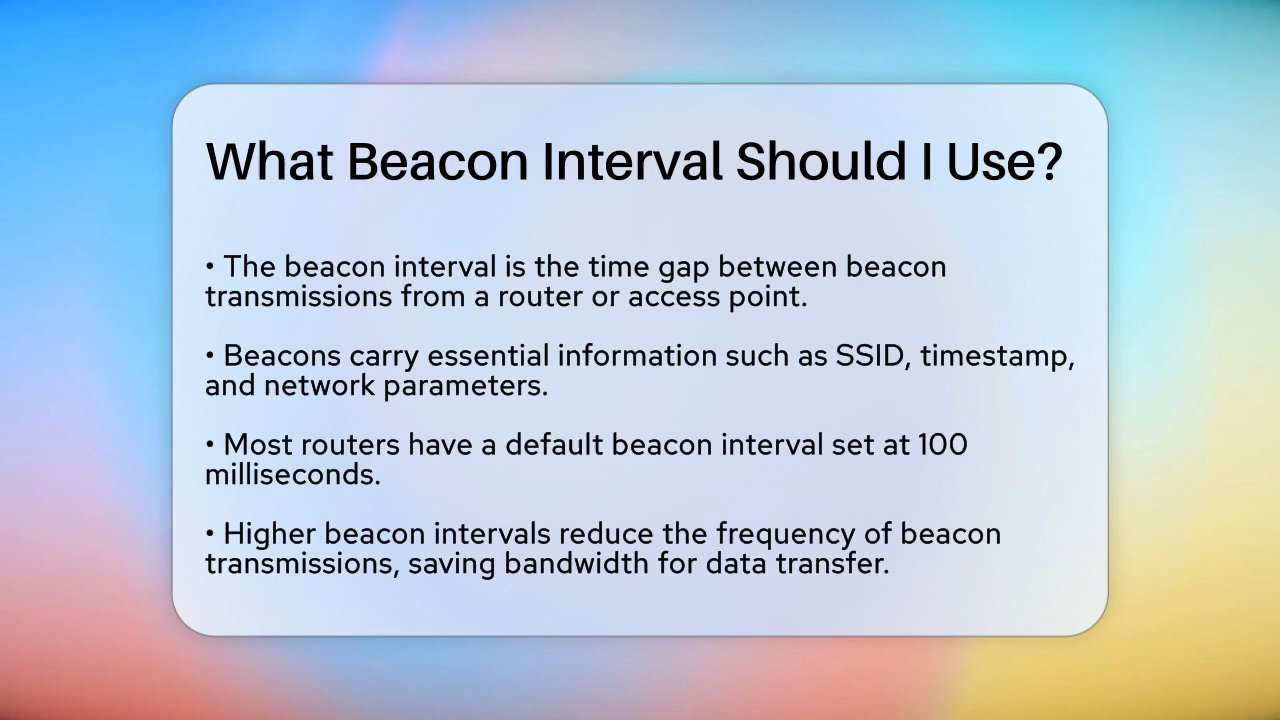 What Beacon Interval Should I Use?
• The beacon interval is the time gap between beacon
transmissions from a router or access point.
• Beacons carry essential information such as SSID, timestamp,
and network parameters.
• Most routers have a default beacon interval set at 100
milliseconds.
• Higher beacon intervals reduce the frequency of beacon
transmissions, saving bandwidth for data transfer.